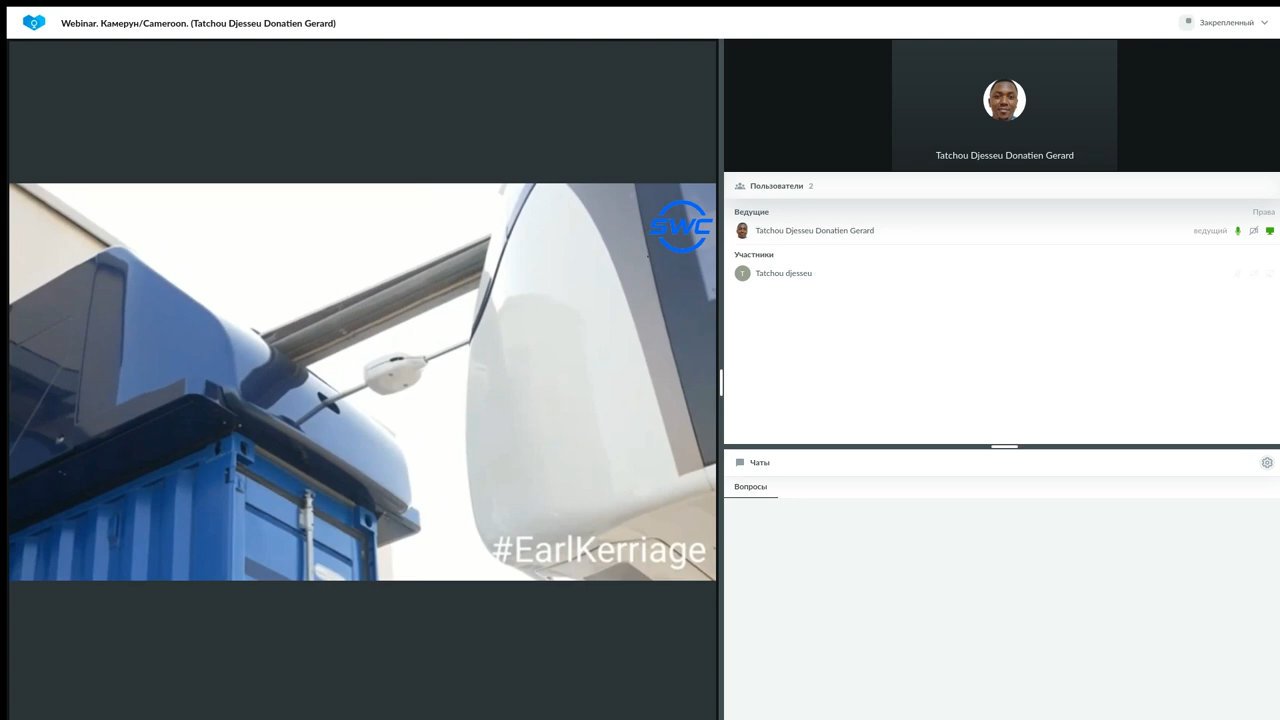 Webinar. Камерун/Cameroon. (Tatchou Djesseu Donatien Gerard)
Закрепленный
SWC
#EarlKerriage
Tatchou Djesseu Donatien Gerard
Пользователи 2
Ведущие Права
Tatchou Djesseu Donatien Gerard ведущий
Участники
T Tatchou djesseu
Чаты
Вопросы